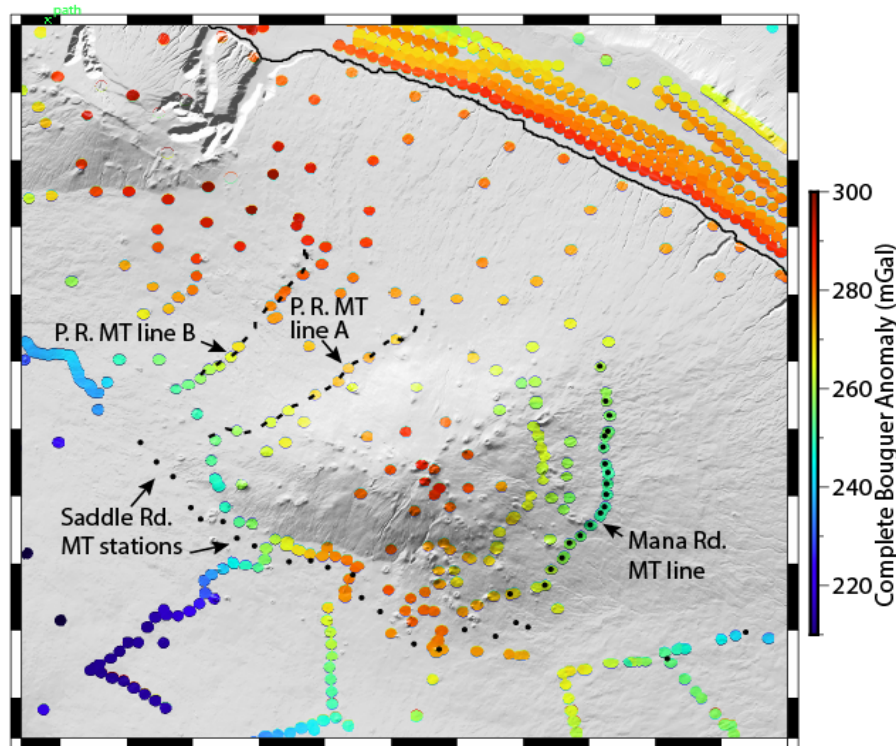 path
P. R. MT line B
P. R. MT
line A
Saddle Rd.
MT stations
Mana Rd.
MT line
300
280
260
240
220
Complete Bouquer Anomaly (mGal)